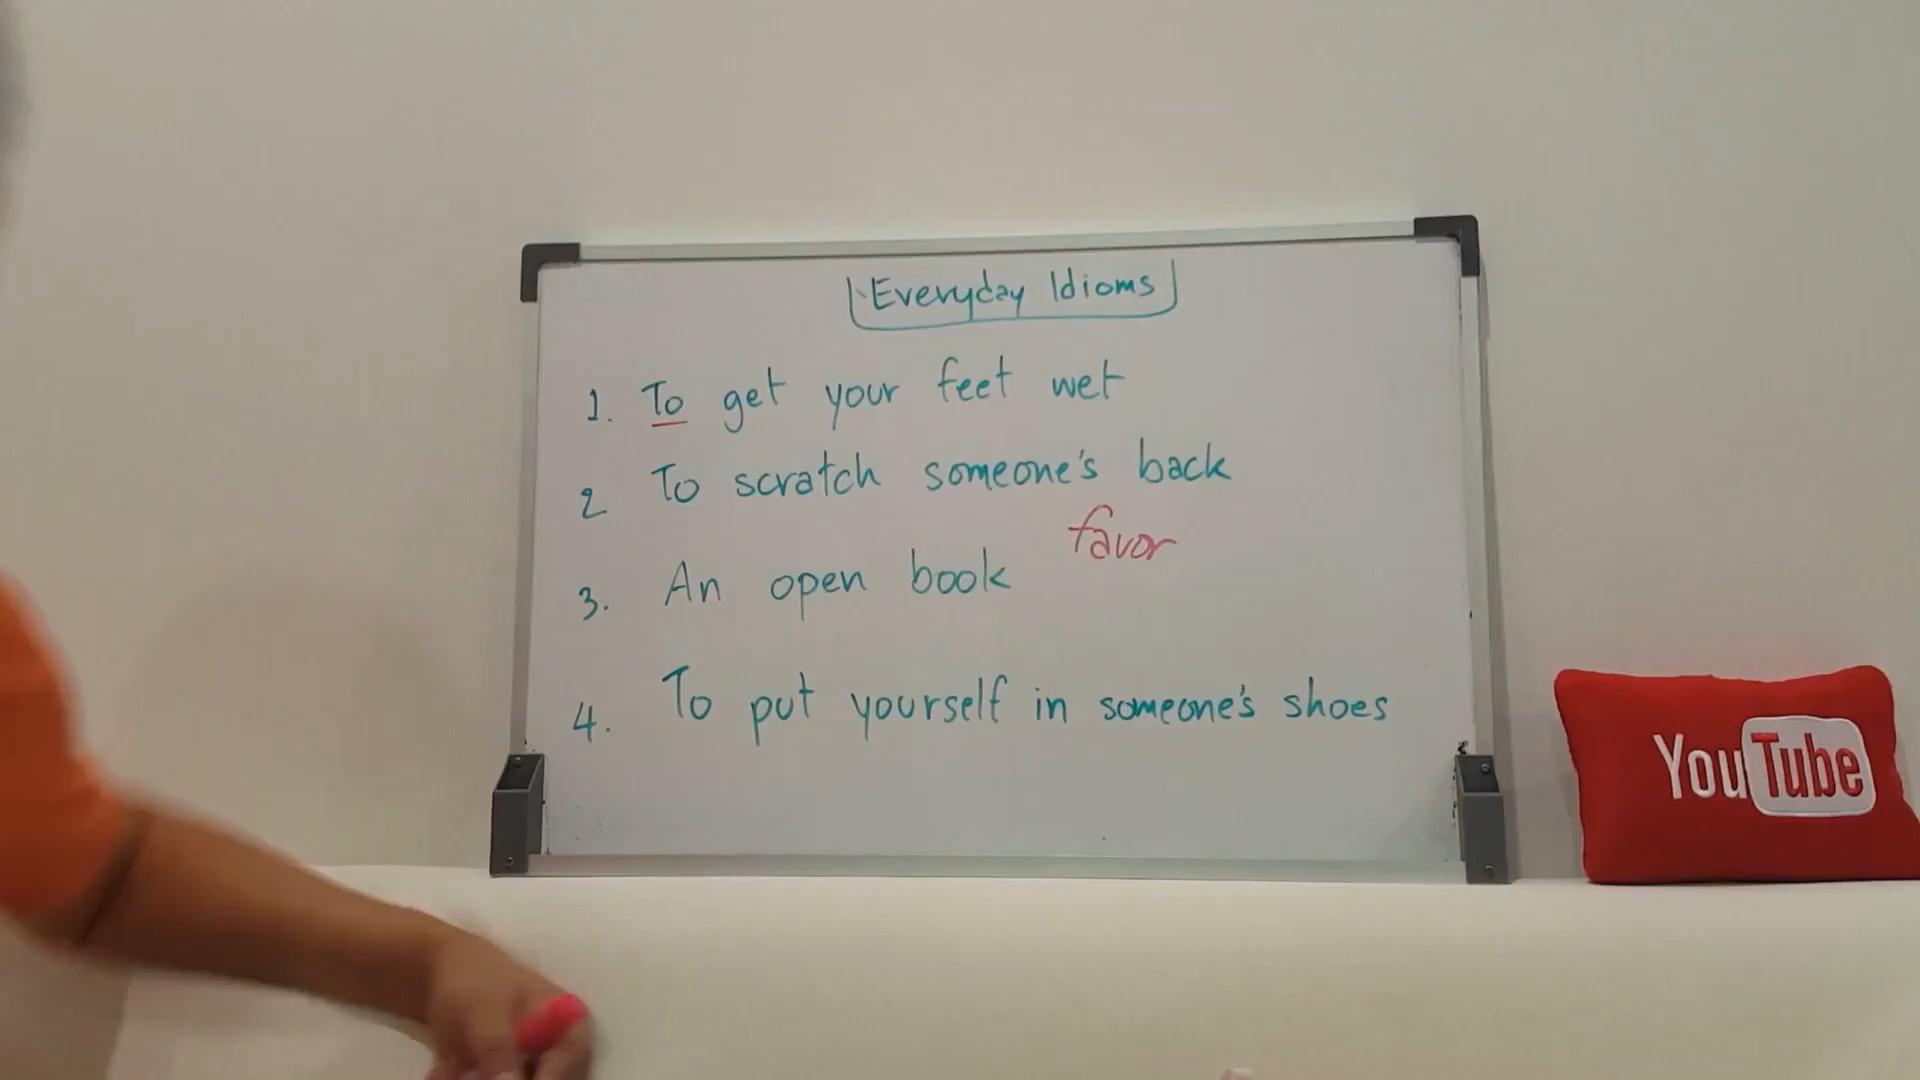 Everyday Idioms
1. To get your feet wet
2 To scratch someone's back
favor
3. An open book
4. To put yourself in someone's shoes
YouTube